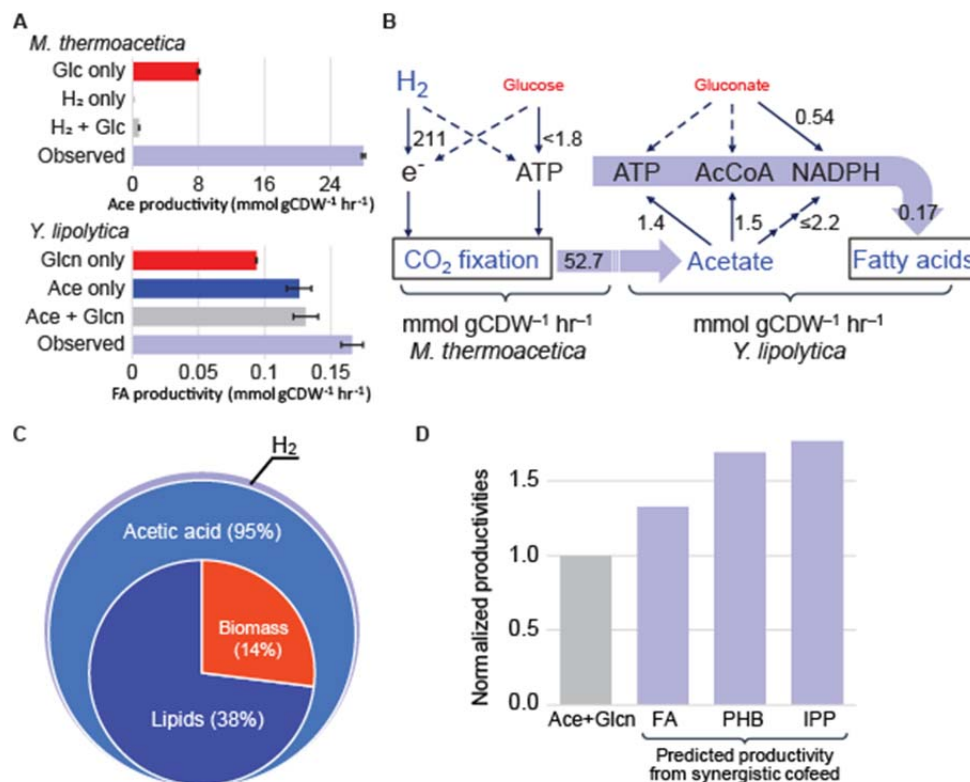 A
M. thermoacetica
Glc only
H₂ only
H₂ + Glc
Observed
0 8 16 24
Ace productivity (mmol gCDW⁻¹ hr⁻¹)
Y. lipolytica
Glcn only
Ace only
Ace + Glcn
Observed
0 0.05 0.1 0.15
FA productivity (mmol gCDW⁻¹ hr⁻¹)
B
H₂ Glucose Gluconate
211 <1.8 0.54
e⁻ ATP ATP AcCoA NADPH
1.4 1.5 ≤2.2 0.17
CO₂ fixation 52.7 Acetate Fatty acids
mmol gCDW⁻¹ hr⁻¹ mmol gCDW⁻¹ hr⁻¹
M. thermoacetica Y. lipolytica
C
H₂
Acetic acid (95%)
Biomass
(14%)
Lipids (38%)
D
Normalized productivities
1.5
1.0
0.5
0.0
Ace+Glcn FA PHB IPP
Predicted productivity
from synergistic cofeed